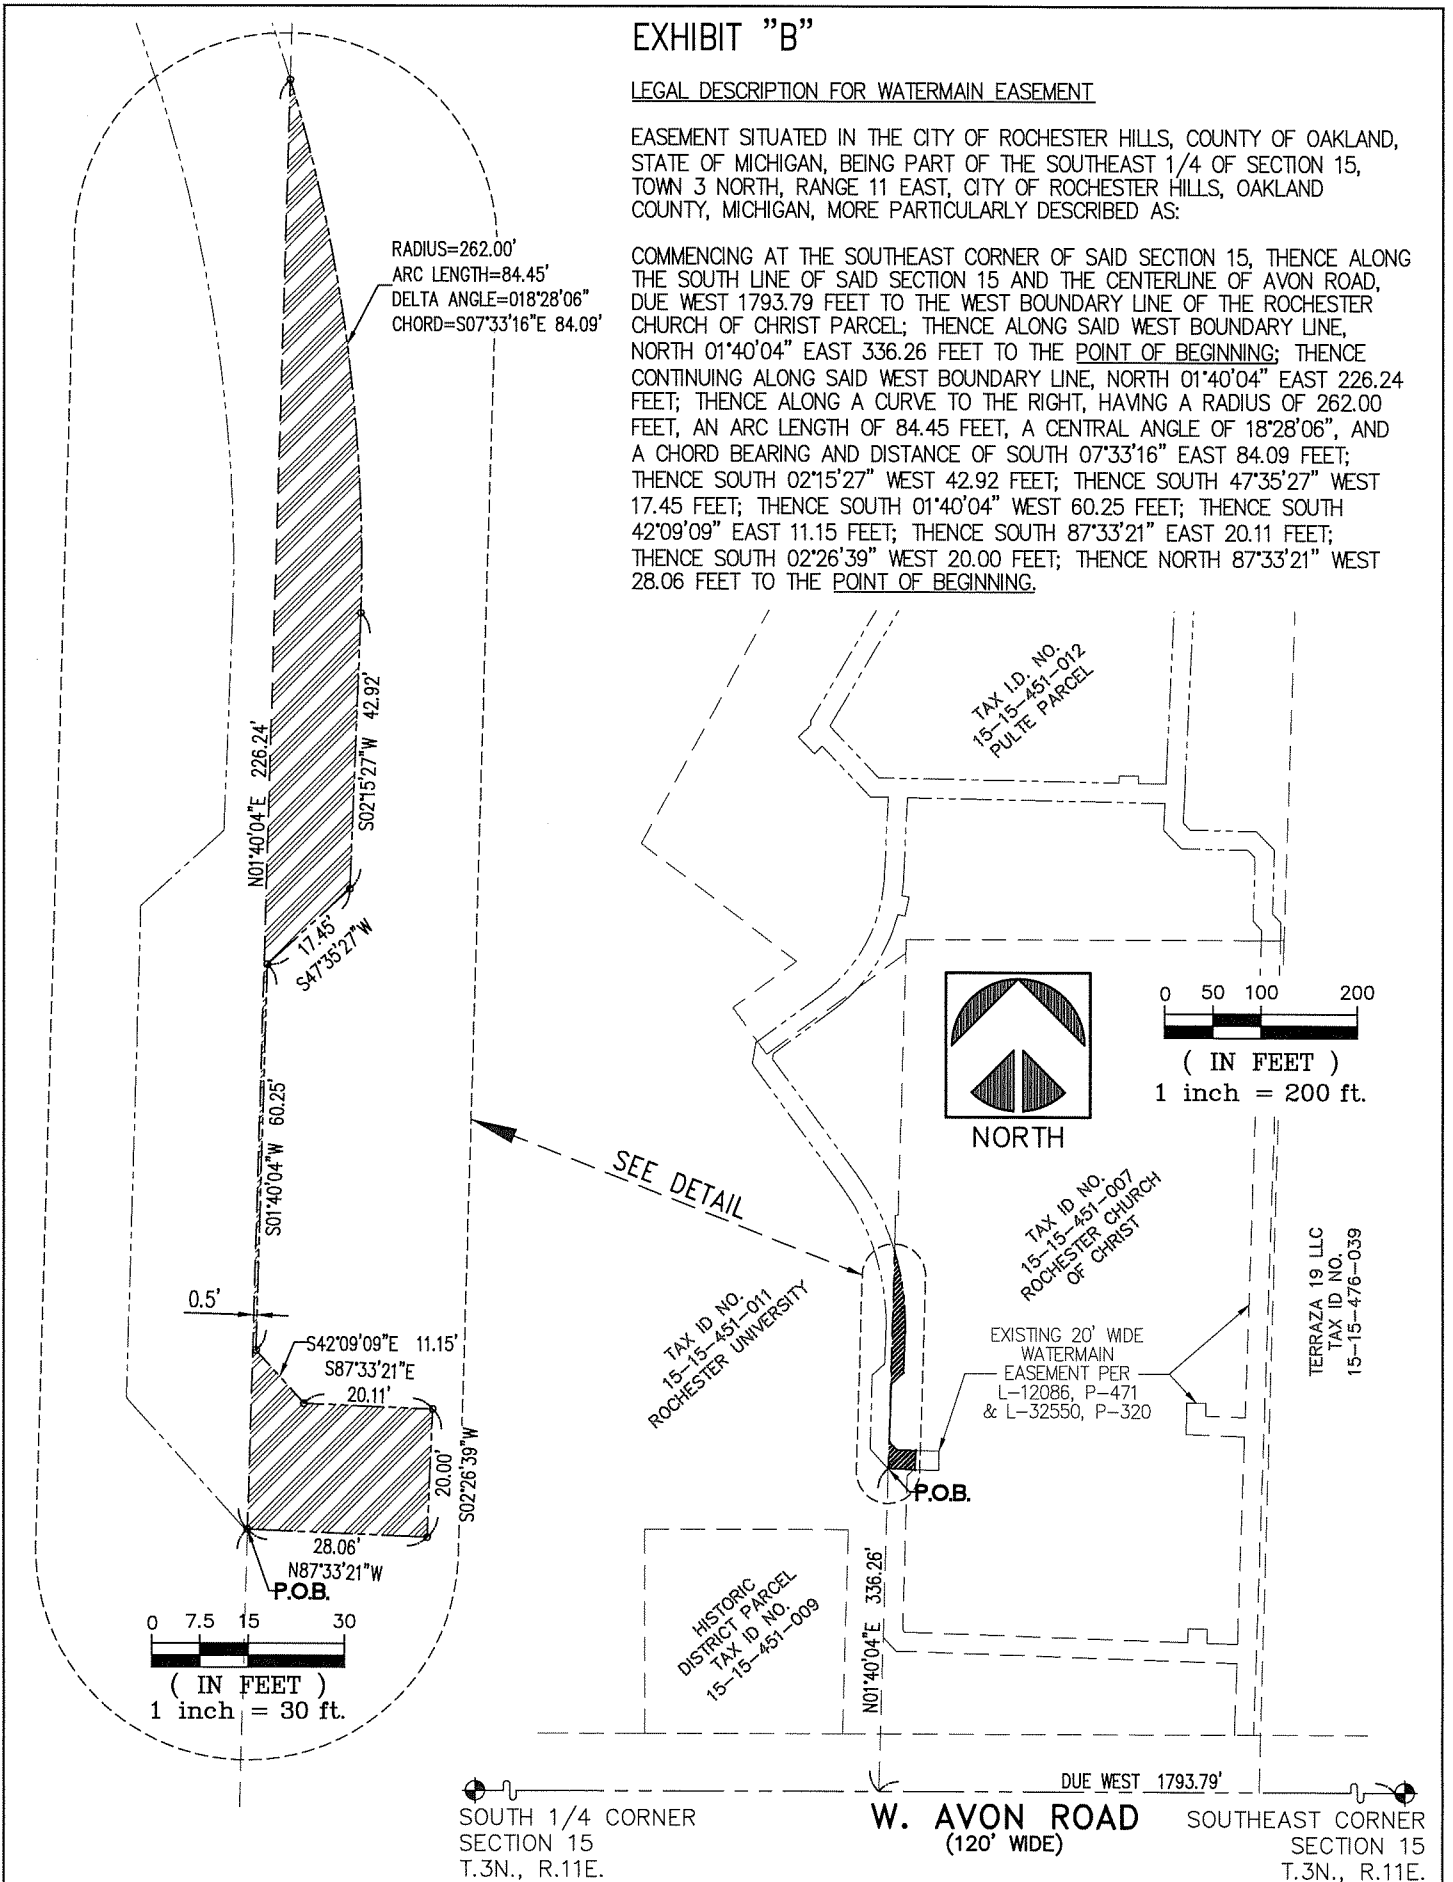 EXHIBIT "B"
LEGAL DESCRIPTION FOR WATERMAIN EASEMENT
EASEMENT SITUATED IN THE CITY OF ROCHESTER HILLS, COUNTY OF OAKLAND,
STATE OF MICHIGAN, BEING PART OF THE SOUTHEAST 1/4 OF SECTION 15,
TOWN 3 NORTH, RANGE 11 EAST, CITY OF ROCHESTER HILLS, OAKLAND
COUNTY, MICHIGAN, MORE PARTICULARLY DESCRIBED AS:
COMMENCING AT THE SOUTHEAST CORNER OF SAID SECTION 15, THENCE ALONG
THE SOUTH LINE OF SAID SECTION 15 AND THE CENTERLINE OF AVON ROAD,
DUE WEST 1793.79 FEET TO THE WEST BOUNDARY LINE OF THE ROCHESTER
CHURCH OF CHRIST PARCEL; THENCE ALONG SAID WEST BOUNDARY LINE,
NORTH 01°40'04" EAST 336.26 FEET TO THE POINT OF BEGINNING; THENCE
CONTINUING ALONG SAID WEST BOUNDARY LINE, NORTH 01°40'04" EAST 226.24
FEET; THENCE ALONG A CURVE TO THE RIGHT, HAVING A RADIUS OF 262.00
FEET, AN ARC LENGTH OF 84.45 FEET, A CENTRAL ANGLE OF 18°28'06", AND
A CHORD BEARING AND DISTANCE OF SOUTH 07°33'16" EAST 84.09 FEET;
THENCE SOUTH 02°15'27" WEST 42.92 FEET; THENCE SOUTH 47°35'27" WEST
17.45 FEET; THENCE SOUTH 01°40'04" WEST 60.25 FEET; THENCE SOUTH
42°09'09" EAST 11.15 FEET; THENCE SOUTH 87°33'21" EAST 20.11 FEET;
THENCE SOUTH 02°26'39" WEST 20.00 FEET; THENCE NORTH 87°33'21" WEST
28.06 FEET TO THE POINT OF BEGINNING.
RADIUS=262.00'
ARC LENGTH=84.45'
DELTA ANGLE=018°28'06"
CHORD=S07°33'16"E 84.09'
N01°40'04"E 226.24'
S02°15'27"W 42.92'
17.45'
S47°35'27"W
S01°40'04"W 60.25'
0.5'
S42°09'09"E 11.15'
S87°33'21"E
20.11'
20.00'
S02°26'39"W
28.06'
N87°33'21"W
P.O.B.
0 7.5 15 30
( IN FEET )
1 inch = 30 ft.
SEE DETAIL
TAX I.D. NO.
15-15-451-012
PULTE PARCEL
NORTH
0 50 100 200
( IN FEET )
1 inch = 200 ft.
TAX ID NO.
15-15-451-007
ROCHESTER CHURCH
OF CHRIST
TAX ID NO.
15-15-451-011
ROCHESTER UNIVERSITY
EXISTING 20' WIDE
WATERMAIN
EASEMENT PER
L-12086, P-471
& L-32550, P-320
TERRAZA 19 LLC
TAX ID NO.
15-15-476-039
P.O.B.
HISTORIC
DISTRICT PARCEL
TAX ID NO.
15-15-451-009
N01°40'04"E 336.26'
DUE WEST 1793.79'
SOUTH 1/4 CORNER
SECTION 15
T.3N., R.11E.
W. AVON ROAD
(120' WIDE)
SOUTHEAST CORNER
SECTION 15
T.3N., R.11E.